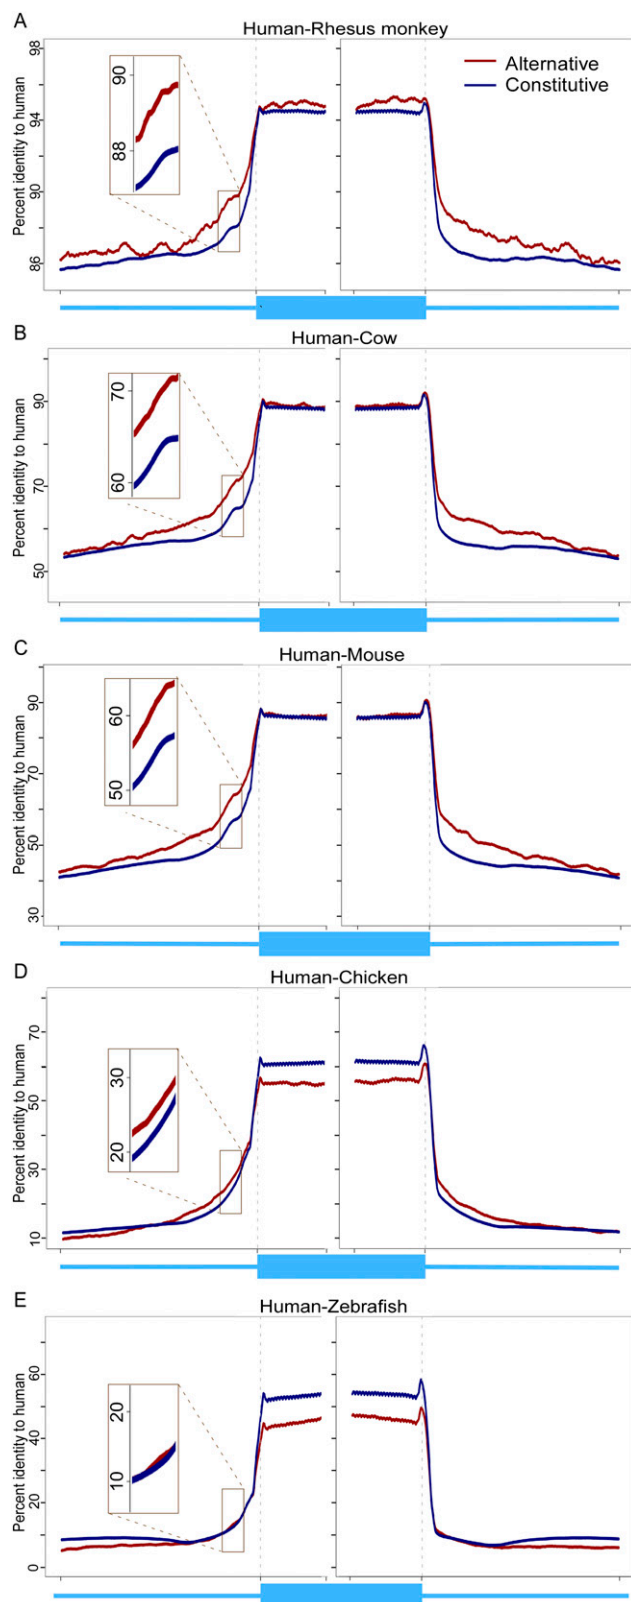 A
Human-Rhesus monkey
Percent identity to human
98
94
90
86
90
88
Alternative
Constitutive
B
Human-Cow
Percent identity to human
90
70
50
70
60
C
Human-Mouse
Percent identity to human
90
70
50
30
60
50
D
Human-Chicken
Percent identity to human
70
50
30
10
30
20
E
Human-Zebrafish
Percent identity to human
60
40
20
0
20
10